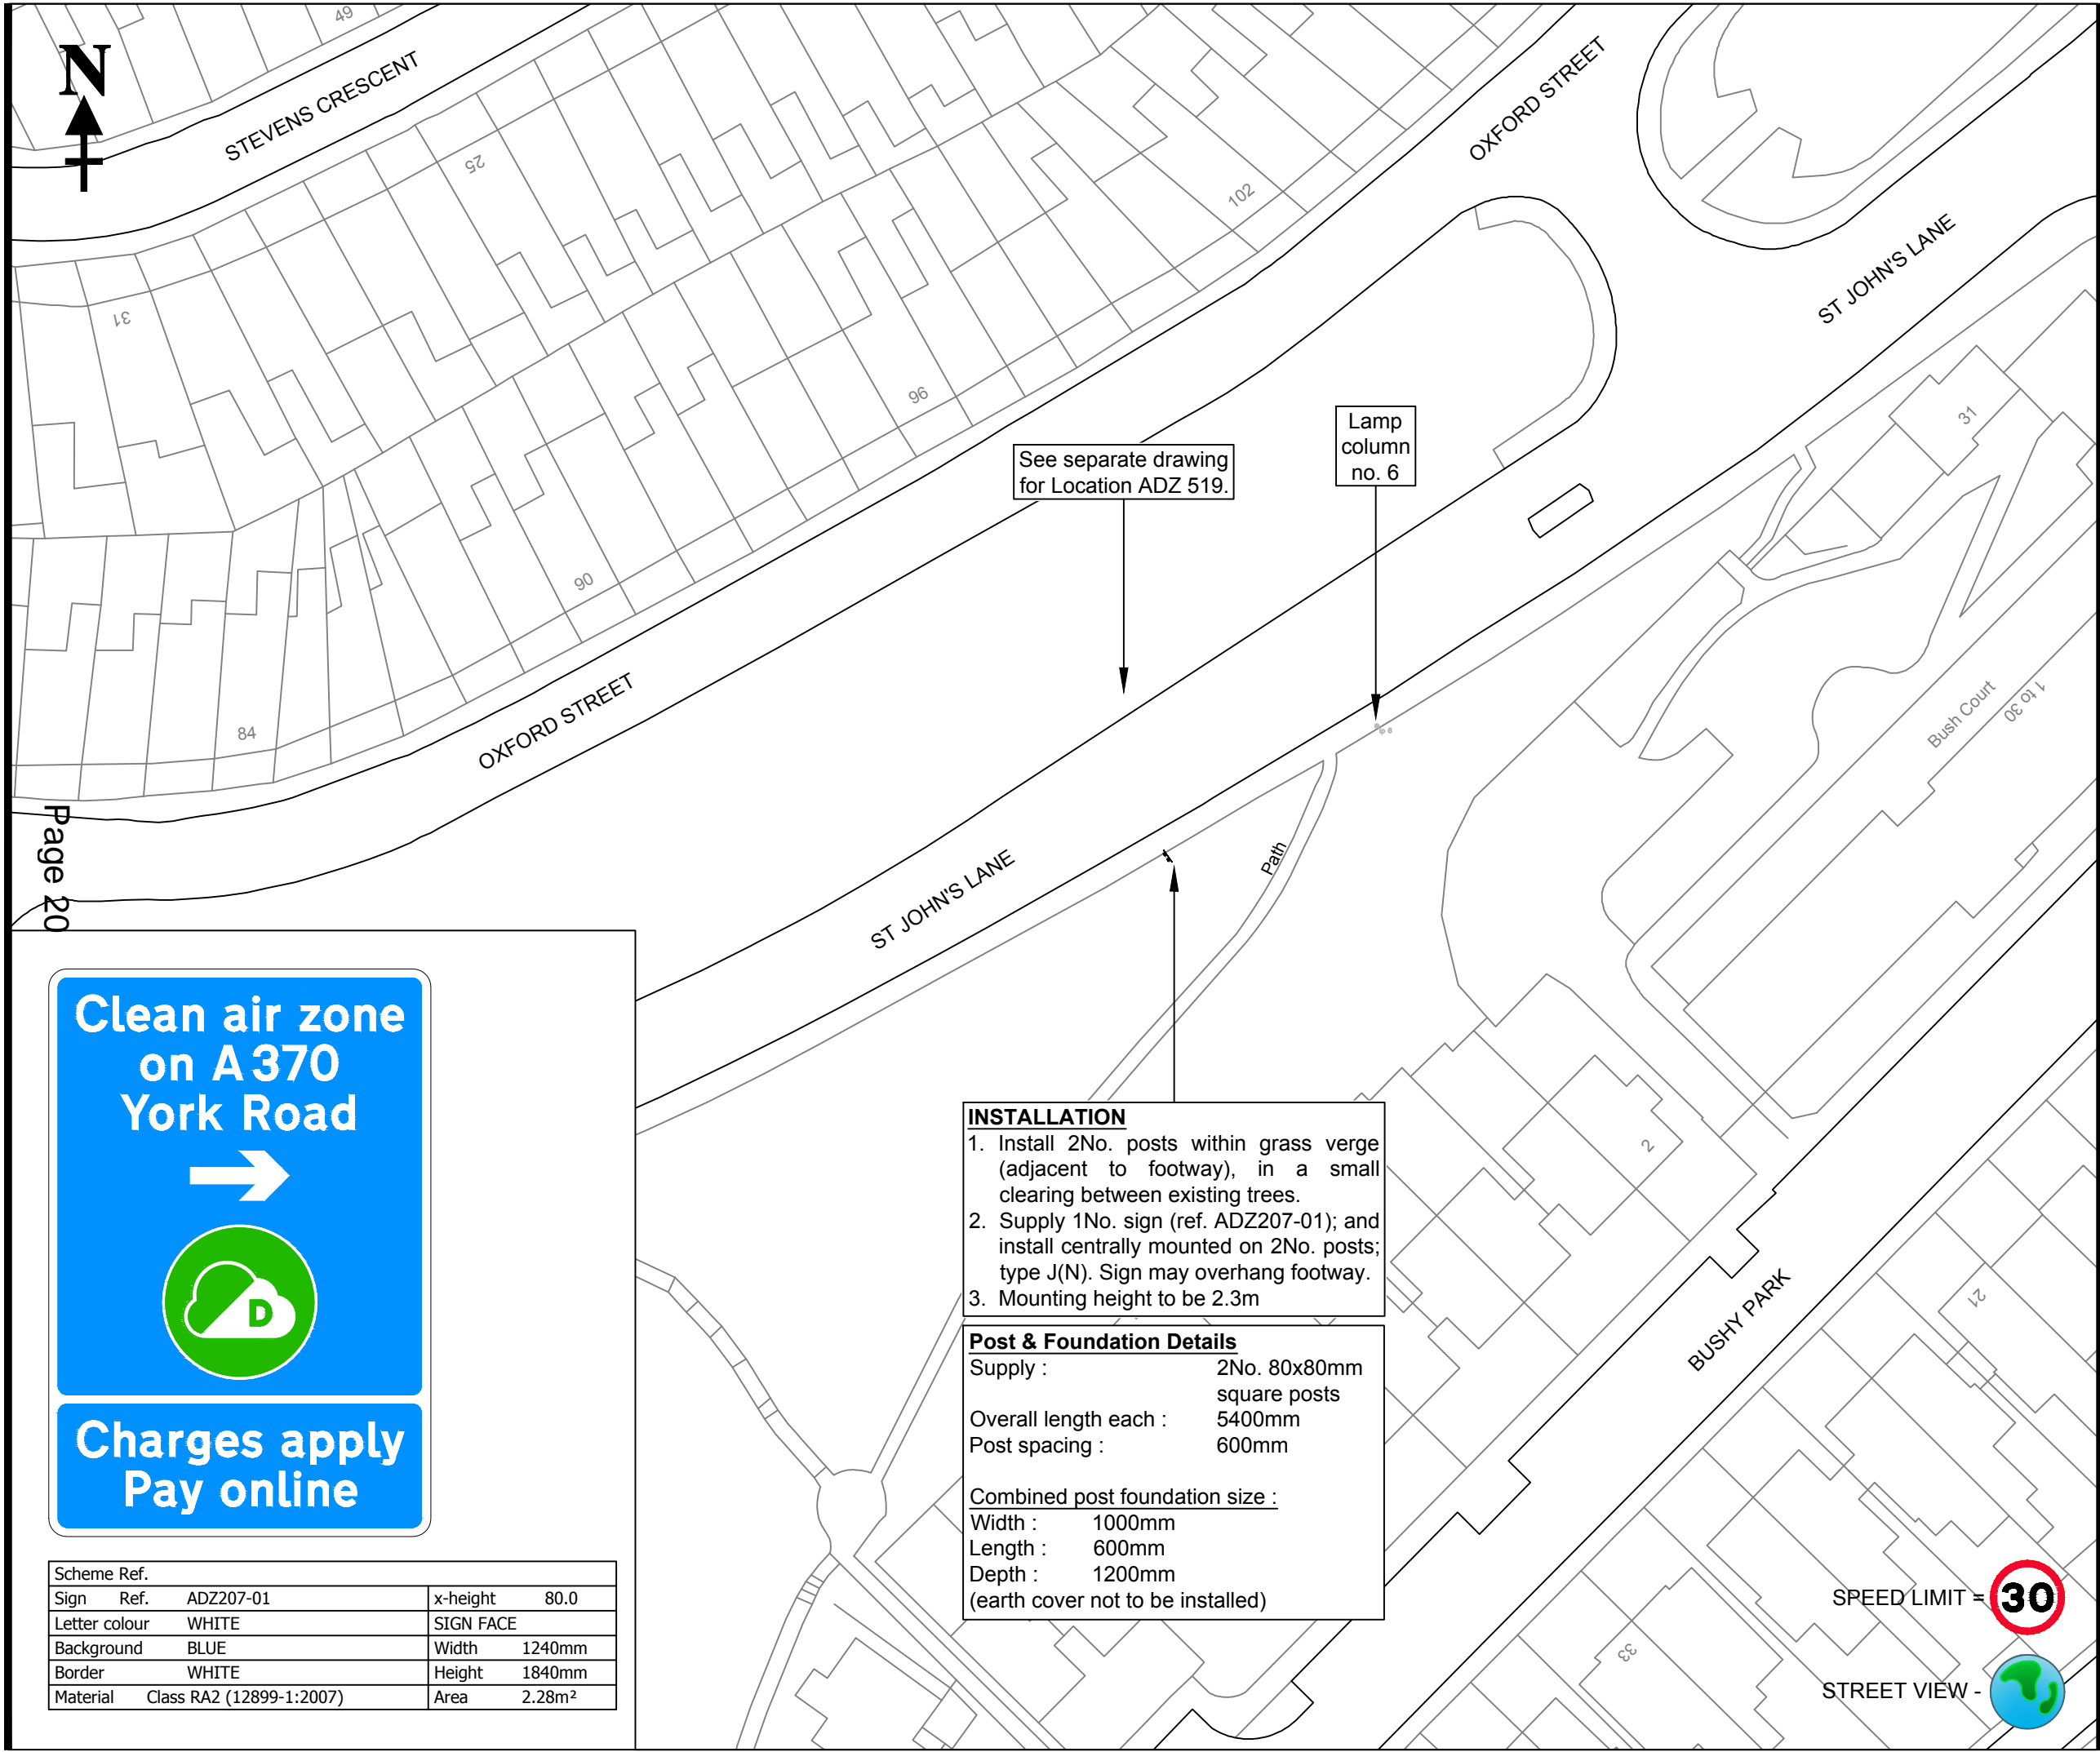 49
N
STEVENS CRESCENT
25
31
102
OXFORD STREET
ST JOHN'S LANE
96
90
84
31
See separate drawing
for Location ADZ 519.
Lamp
column
no. 6
OXFORD STREET
Bush Court
1 to 30
Page 20
ST JOHN'S LANE
Path
2
21
33
BUSHY PARK
Clean air zone
on A370
York Road
D
Charges apply
Pay online
INSTALLATION
1. Install 2No. posts within grass verge
(adjacent to footway), in a small
clearing between existing trees.
2. Supply 1No. sign (ref. ADZ207-01); and
install centrally mounted on 2No. posts;
type J(N). Sign may overhang footway.
3. Mounting height to be 2.3m
Post & Foundation Details
Supply : 2No. 80x80mm
square posts
Overall length each : 5400mm
Post spacing : 600mm
Combined post foundation size :
Width : 1000mm
Length : 600mm
Depth : 1200mm
(earth cover not to be installed)
Scheme Ref.
Sign Ref. ADZ207-01 x-height 80.0
Letter colour WHITE SIGN FACE
Background BLUE Width 1240mm
Border WHITE Height 1840mm
Material Class RA2 (12899-1:2007) Area 2.28m²
SPEED LIMIT = 30
STREET VIEW -